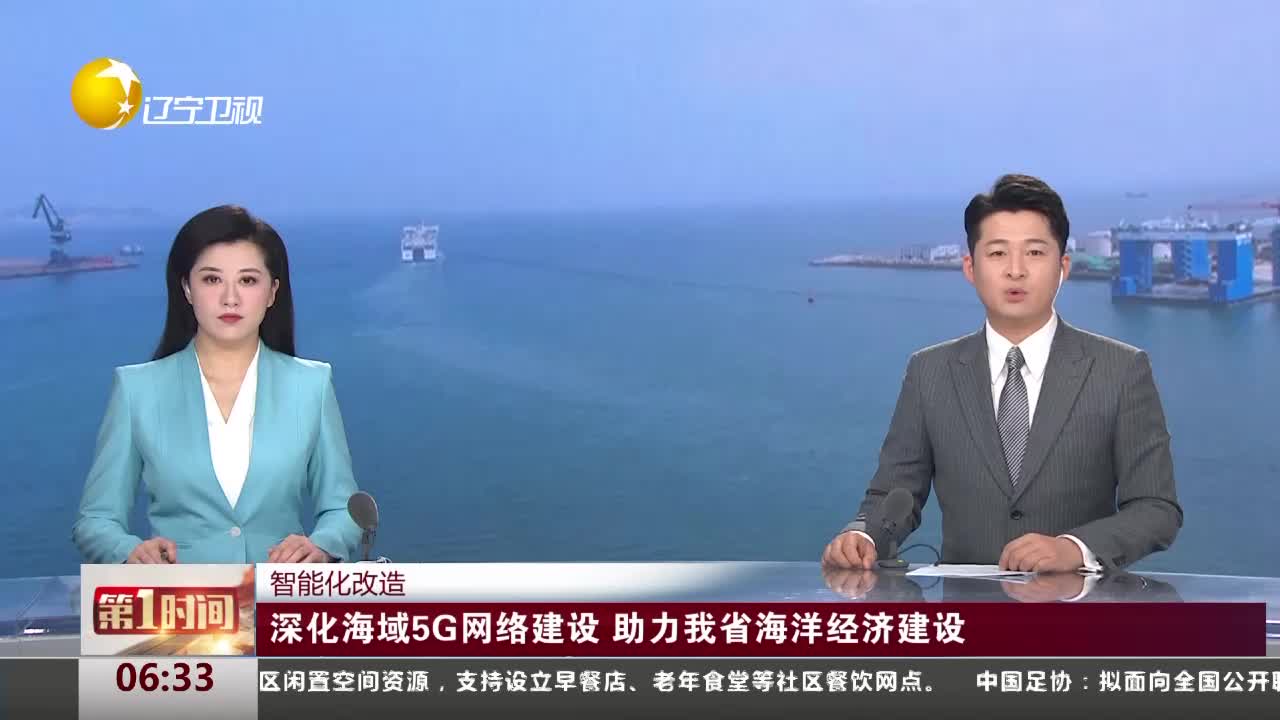 辽宁卫视
智能化改造
第1时间
深化海域5G网络建设 助力我省海洋经济建设
06:33
区闲置空间资源，支持设立早餐店、老年食堂等社区餐饮网点。 中国足协：拟面向全国公开